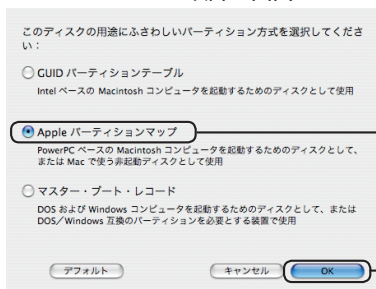 このディスクの用途にふさわしいパーティション方式を選択してくださ
い：
GUID パーティションテーブル
Intel ベースの Macintosh コンピュータを起動するためのディスクとして使用
Apple パーティションマップ
PowerPC ベースの Macintosh コンピュータを起動するためのディスクとして、
または Mac で使う非起動ディスクとして使用
マスター・ブート・レコード
DOS および Windows コンピュータを起動するためのディスクとして、または
DOS／Windows 互換のパーティションを必要とする装置で使用
デフォルト
キャンセル
OK